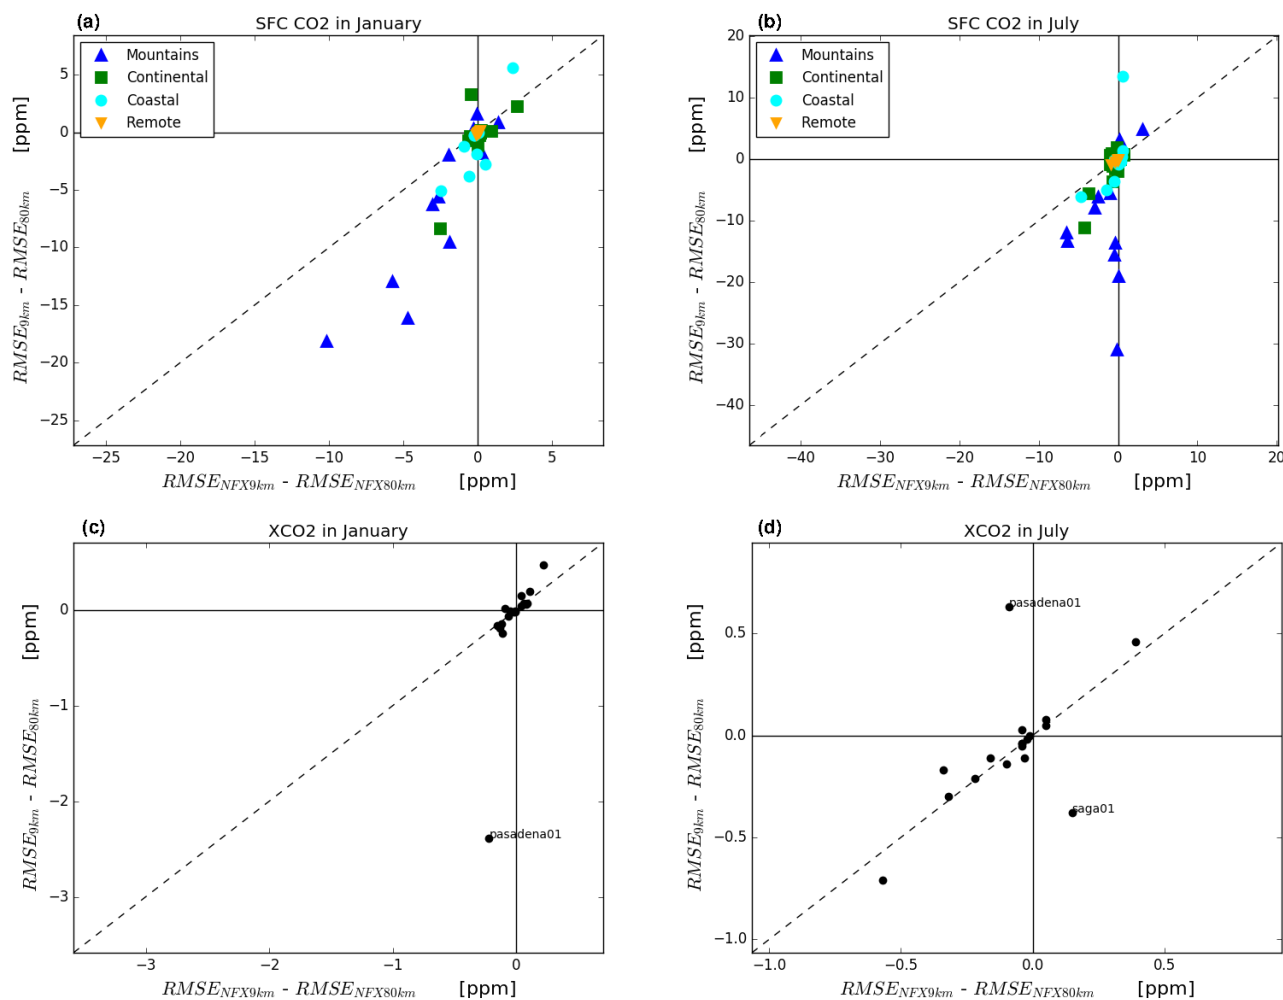 (a)
SFC CO2 in January
Mountains
Continental
Coastal
Remote
5
0
−5
−10
−15
−20
−25
RMSE9km - RMSE80km [ppm]
−25 −20 −15 −10 −5 0 5
RMSENFX9km - RMSENFX80km [ppm]
(b)
SFC CO2 in July
Mountains
Continental
Coastal
Remote
20
10
0
−10
−20
−30
−40
RMSE9km - RMSE80km [ppm]
−40 −30 −20 −10 0 10 20
RMSENFX9km - RMSENFX80km [ppm]
(c)
XCO2 in January
0
−1
−2
−3
pasadena01
RMSE9km - RMSE80km [ppm]
−3 −2 −1 0
RMSENFX9km - RMSENFX80km [ppm]
(d)
XCO2 in July
pasadena01
0.5
0.0
saga01
−0.5
−1.0
RMSE9km - RMSE80km [ppm]
−1.0 −0.5 0.0 0.5
RMSENFX9km - RMSENFX80km [ppm]